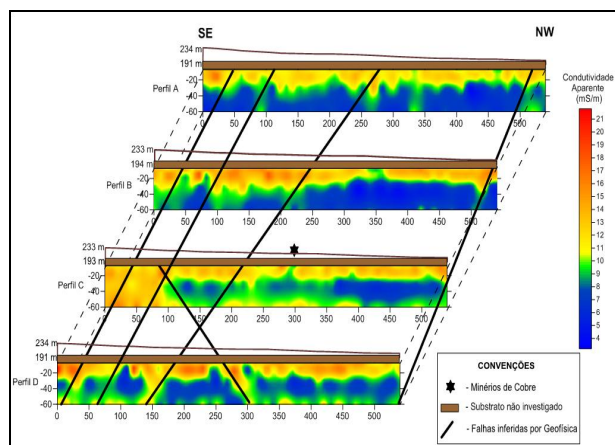 SE
NW
234 m
191 m
Perfil A
-20
-40
-60
0 50 100 150 200 250 300 350 400 450 500
233 m
194 m
Perfil B
-20
-40
-60
0 50 100 150 200 250 300 350 400 450 500
233 m
193 m
Perfil C
-20
-40
-60
0 50 100 150 200 250 300 350 400 450 500
234 m
191 m
Perfil D
-20
-40
-60
0 50 100 150 200 250 300 350 400 450 500
Condutividade
Aparente
(mS/m)
21
20
19
18
17
16
15
14
13
12
11
10
9
8
7
6
5
4
CONVENÇÕES
- Minérios de Cobre
- Substrato não investigado
- Falhas inferidas por Geofísica